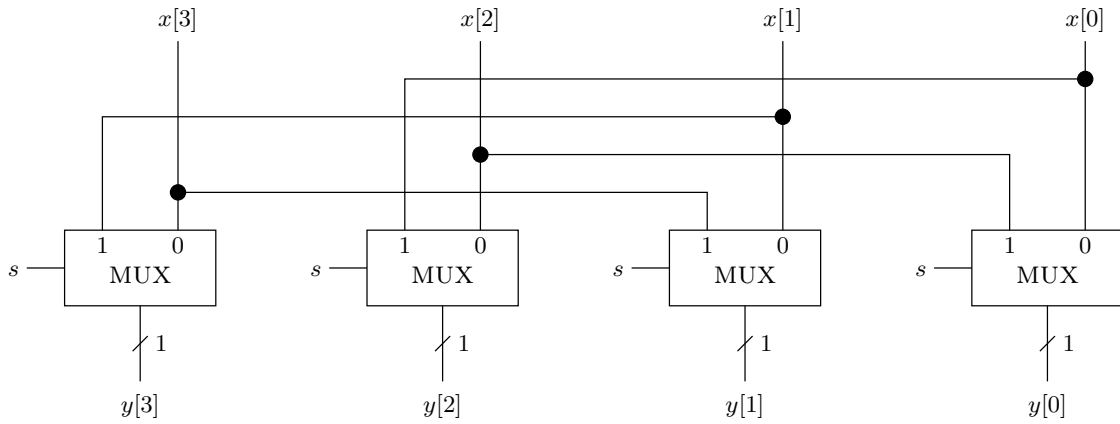 x[3] x[2] x[1] x[0]
1 0 1 0 1 0 1 0
s MUX s MUX s MUX s MUX
1 1 1 1
y[3] y[2] y[1] y[0]